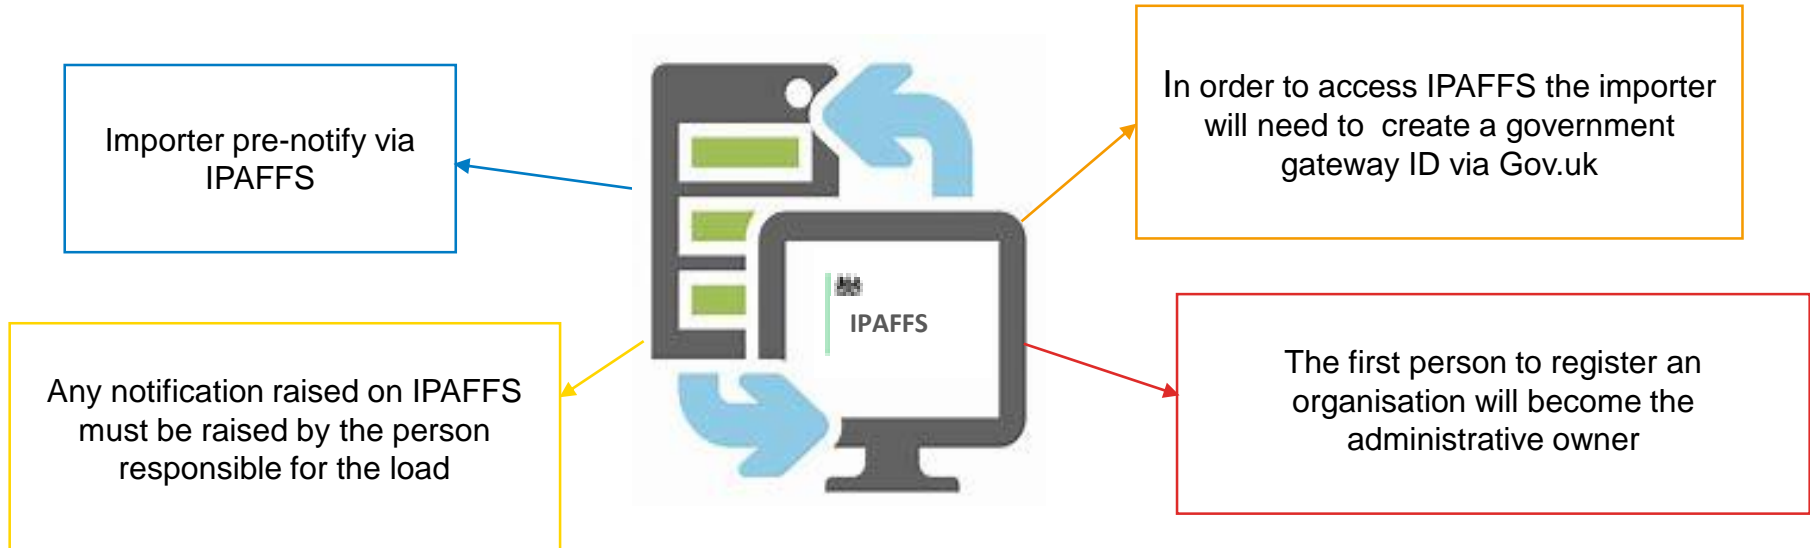 Importer pre-notify via
IPAFFS
In order to access IPAFFS the importer
will need to  create a government
gateway ID via Gov.uk
IPAFFS
Any notification raised on IPAFFS
must be raised by the person
responsible for the load
The first person to register an
organisation will become the
administrative owner